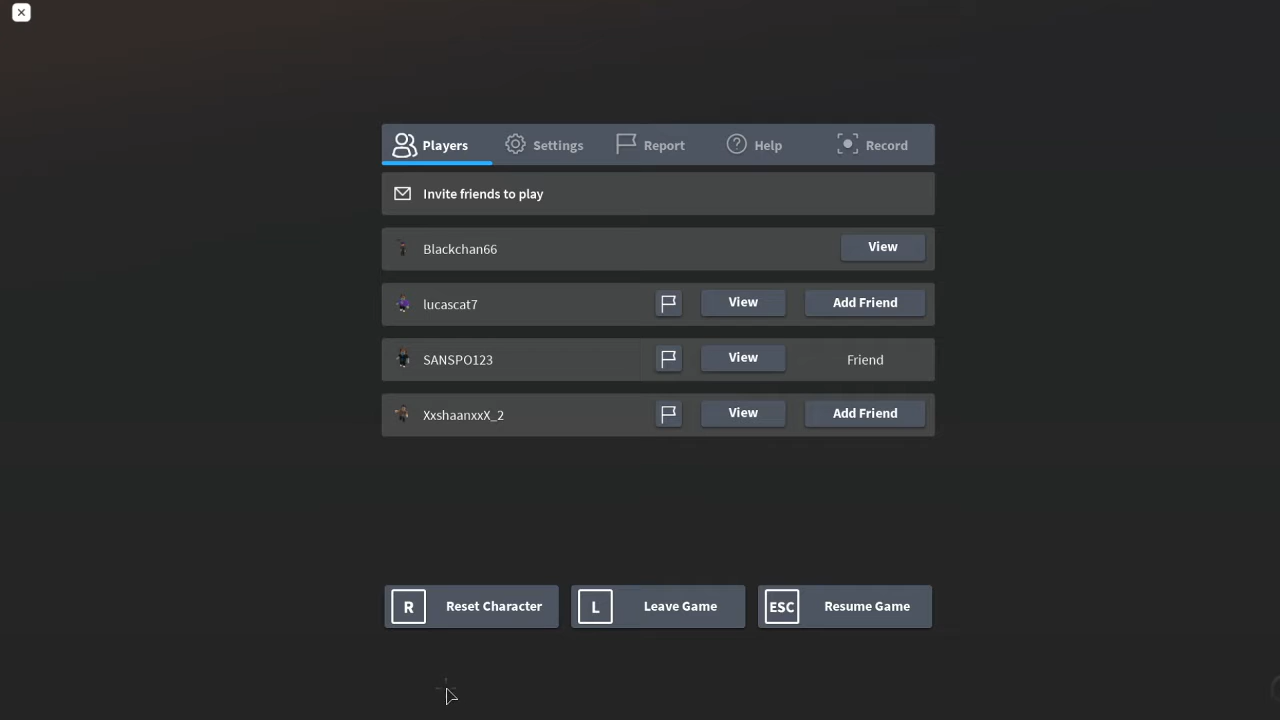 Players Settings Report Help Record
Invite friends to play
Blackchan66 View
lucascat7 View Add Friend
SANSPO123 View Friend
XxshaanxxX_2 View Add Friend
R Reset Character L Leave Game ESC Resume Game